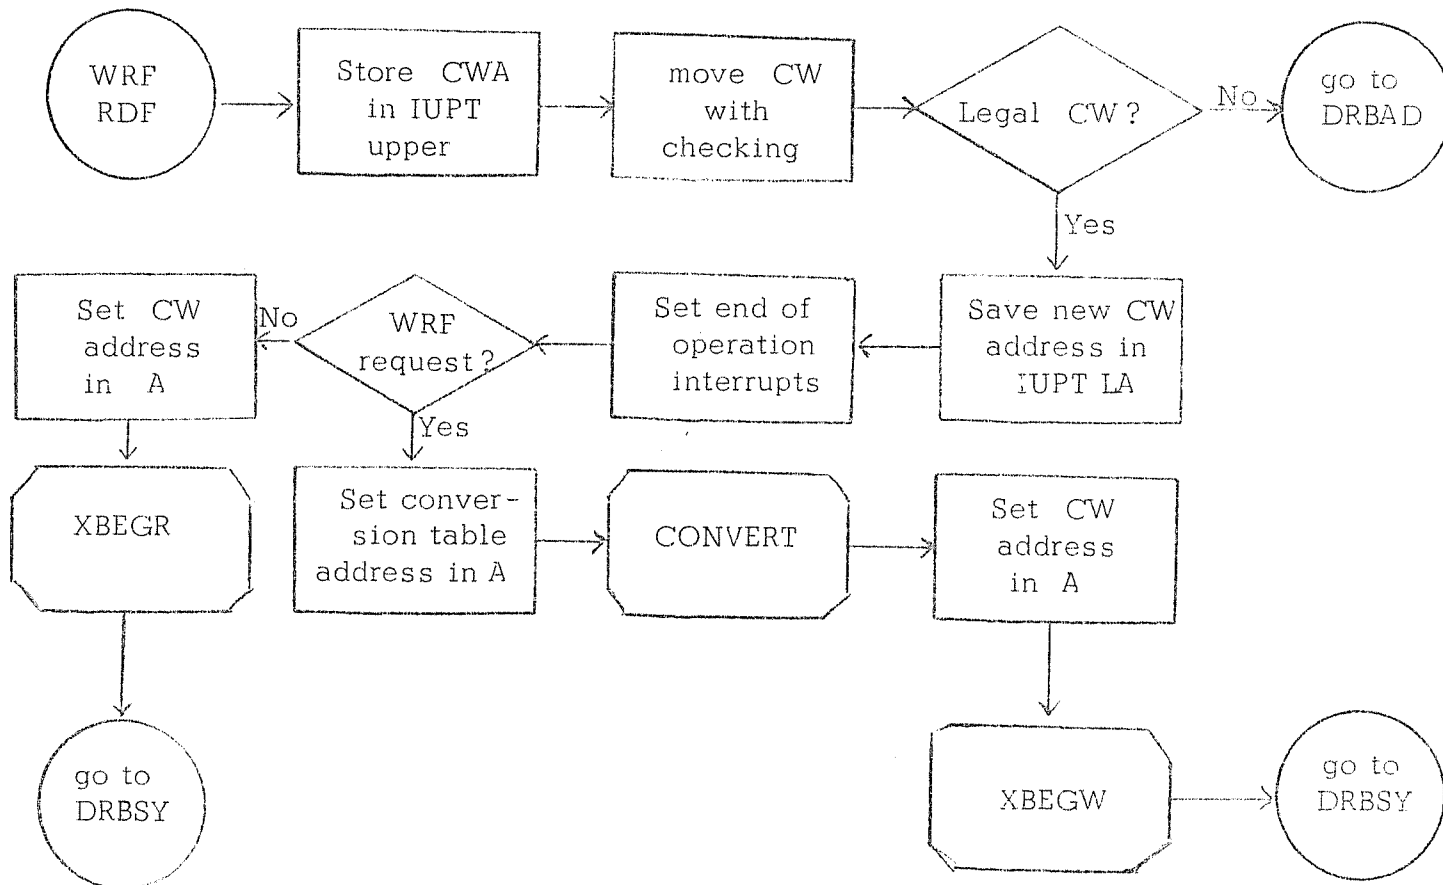 WRF
RDF
Store CWA
in IUPT
upper
move CW
with
checking
Legal CW?
No
go to
DRBAD
Yes
Set CW
address
in A
No
WRF
request?
Set end of
operation
interrupts
Save new CW
address in
IUPT LA
Yes
XBEGR
Set conver-
sion table
address in A
CONVERT
Set CW
address
in A
go to
DRBSY
XBEGW
go to
DRBSY